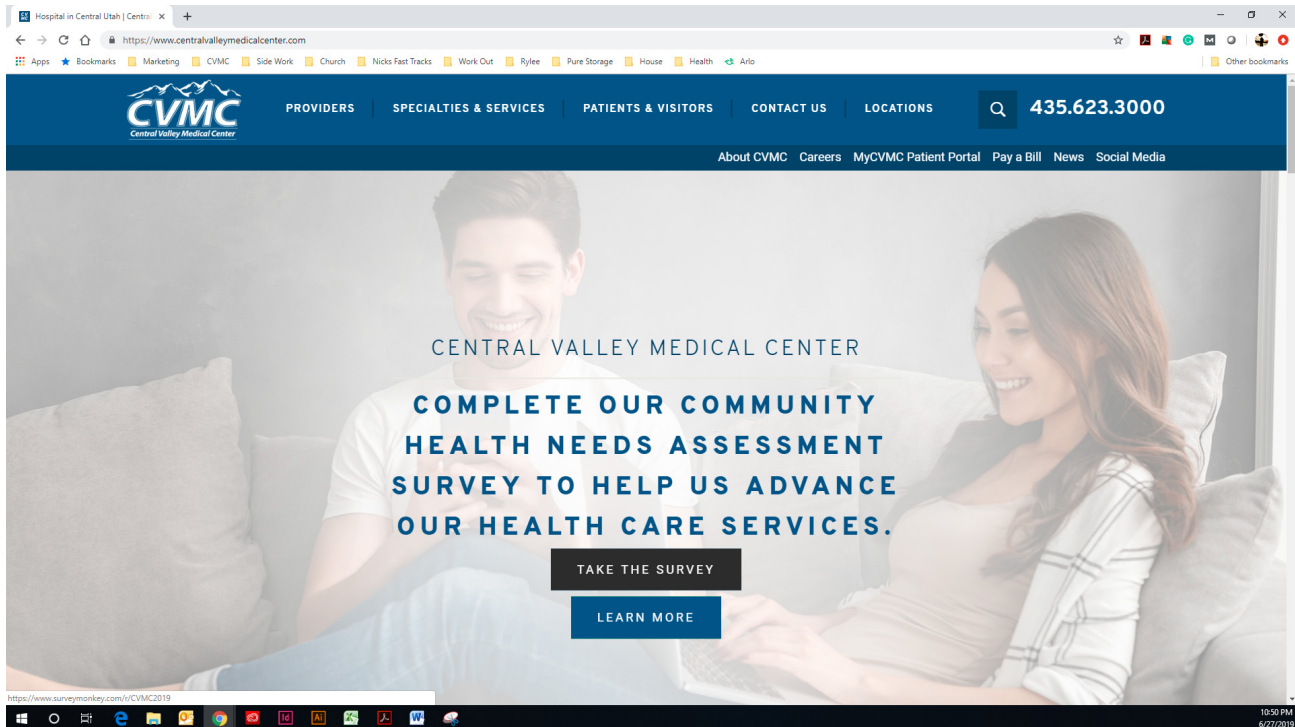 Hospital in Central Utah | Central
https://www.centralvalleymedicalcenter.com
Apps Bookmarks Marketing CVMC Side Work Church Nicks Fast Tracks Work Out Rylee Pure Storage House Health Arlo Other bookmarks
CVMC
Central Valley Medical Center
PROVIDERS SPECIALTIES & SERVICES PATIENTS & VISITORS CONTACT US LOCATIONS 435.623.3000
About CVMC Careers MyCVMC Patient Portal Pay a Bill News Social Media
CENTRAL VALLEY MEDICAL CENTER
COMPLETE OUR COMMUNITY
HEALTH NEEDS ASSESSMENT
SURVEY TO HELP US ADVANCE
OUR HEALTH CARE SERVICES.
TAKE THE SURVEY
LEARN MORE
https://www.surveymonkey.com/r/CVMC2019
10:50 PM
6/27/2019